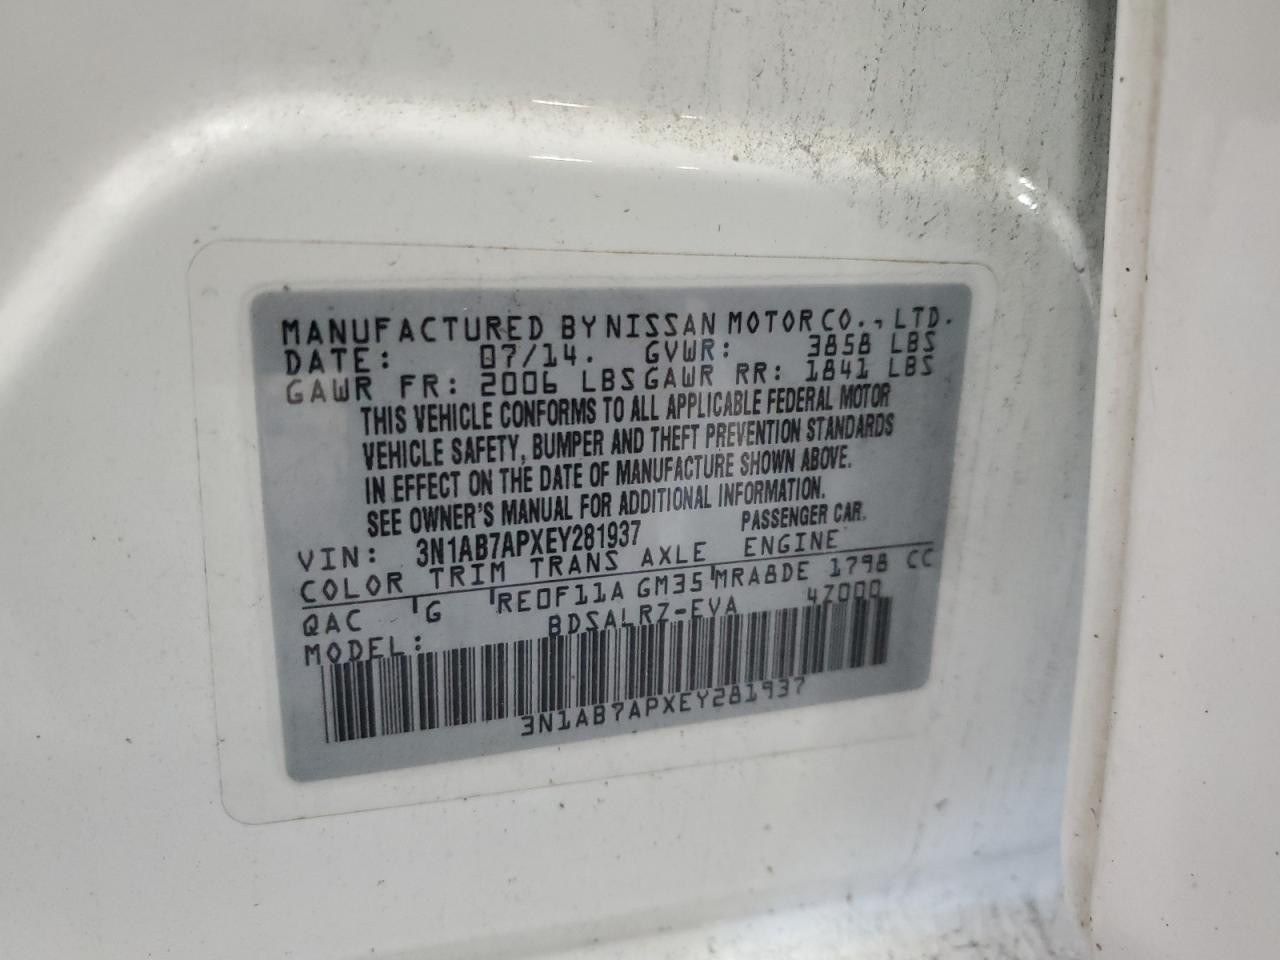 MANUFACTURED BY NISSAN MOTOR CO., LTD.
DATE: 07/14. GVWR: 3858 LBS
GAWR FR: 2006 LBS GAWR RR: 1841 LBS
THIS VEHICLE CONFORMS TO ALL APPLICABLE FEDERAL MOTOR
VEHICLE SAFETY, BUMPER AND THEFT PREVENTION STANDARDS
IN EFFECT ON THE DATE OF MANUFACTURE SHOWN ABOVE.
SEE OWNER'S MANUAL FOR ADDITIONAL INFORMATION.
VIN: 3N1AB7APXEY281937 PASSENGER CAR.
COLOR TRIM TRANS AXLE ENGINE
QAC G RE0F11A GM35 MRA8DE 1798 CC
MODEL: BDSALRZ-EVA 47000
3N1AB7APXEY281937